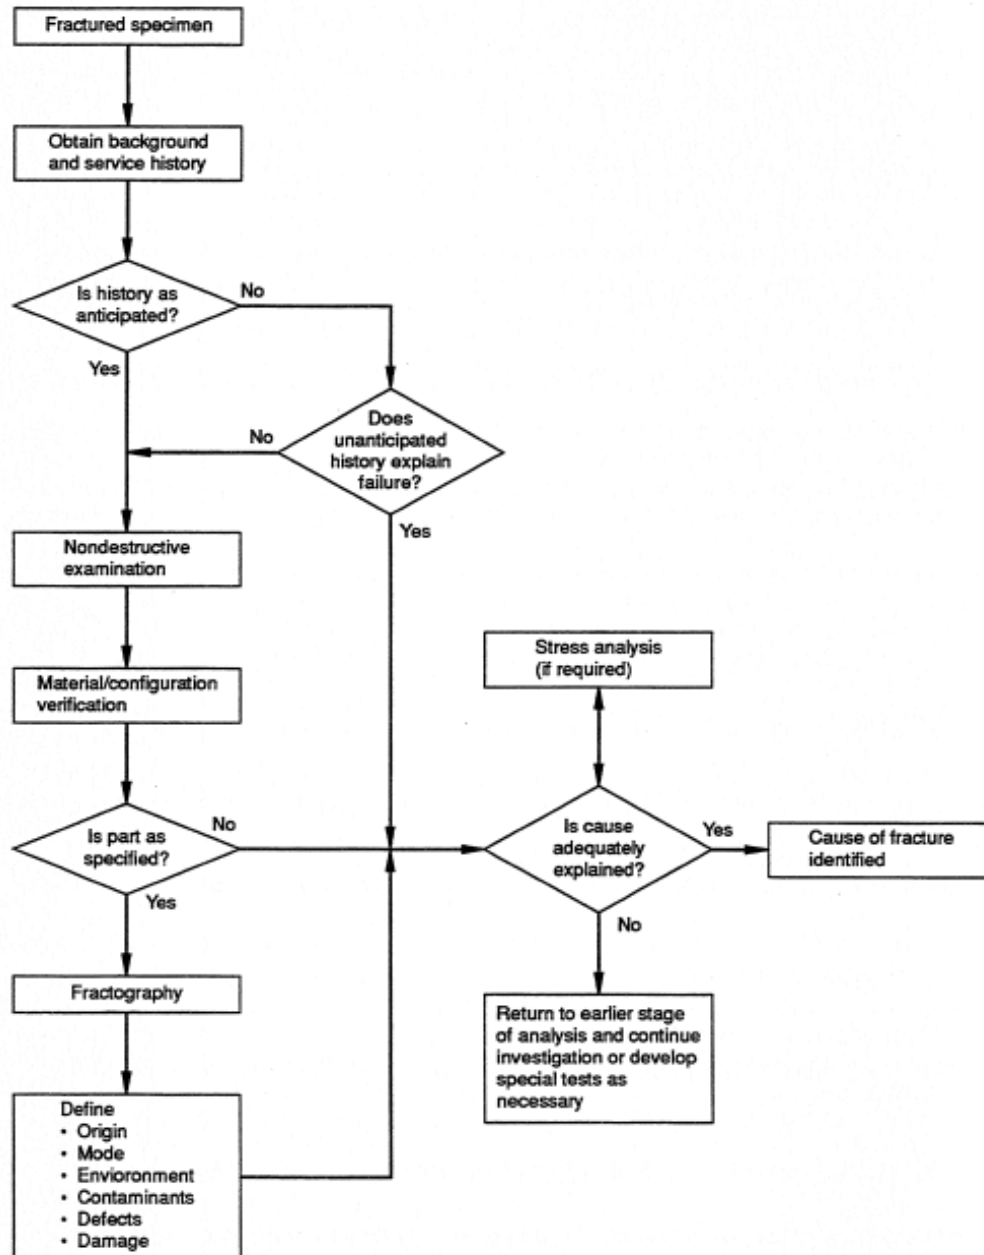 Fractured specimen
Obtain background
and service history
Is history as
anticipated?
No
Yes
Does
unanticipated
history explain
failure?
No
Yes
Nondestructive
examination
Material/configuration
verification
Is part as
specified?
No
Yes
Fractography
Define
• Origin
• Mode
• Envioronment
• Contaminants
• Defects
• Damage
Stress analysis
(if required)
Is cause
adequately
explained?
Yes
No
Cause of fracture
identified
Return to earlier stage
of analysis and continue
investigation or develop
special tests as
necessary